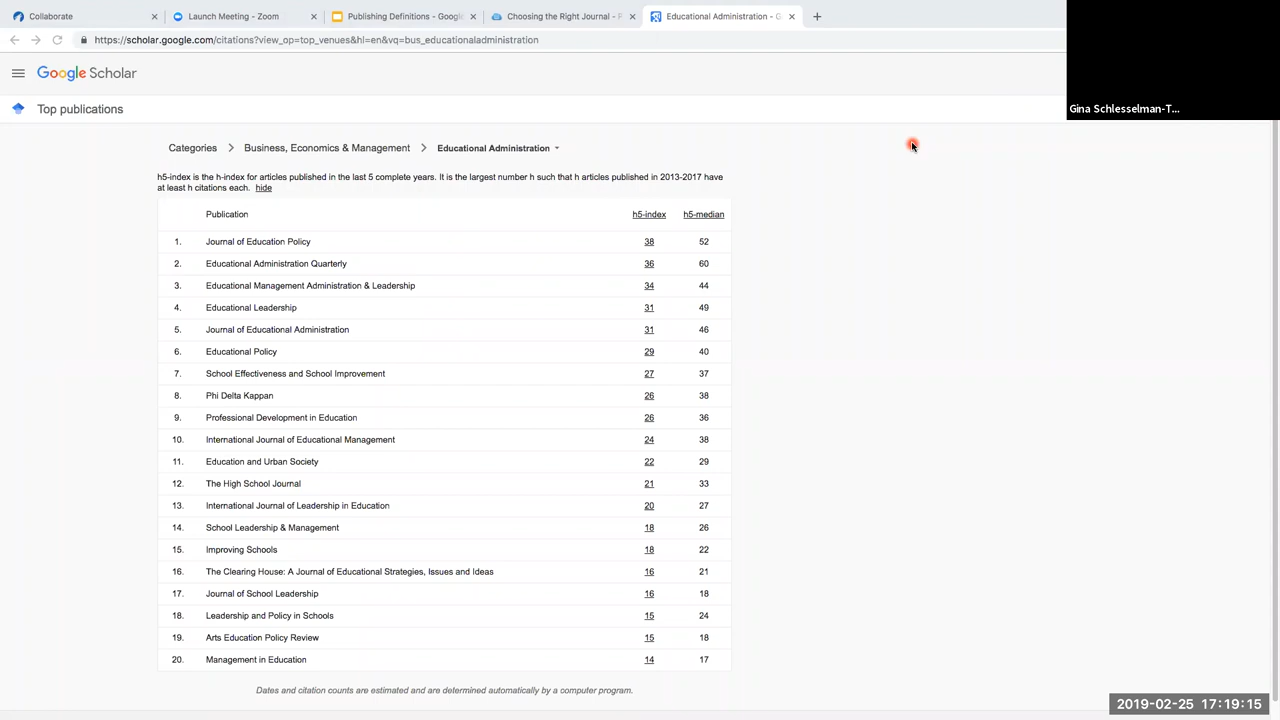 Collaborate
Launch Meeting - Zoom
Publishing Definitions - Google
Choosing the Right Journal - P
Educational Administration - G
https://scholar.google.com/citations?view_op=top_venues&hl=en&vq=bus_educationaladministration
Google Scholar
Gina Schlesselman-T...
Top publications
Categories > Business, Economics & Management > Educational Administration
h5-index is the h-index for articles published in the last 5 complete years. It is the largest number h such that h articles published in 2013-2017 have
at least h citations each. hide
Publication h5-index h5-median
1. Journal of Education Policy 38 52
2. Educational Administration Quarterly 36 60
3. Educational Management Administration & Leadership 34 44
4. Educational Leadership 31 49
5. Journal of Educational Administration 31 46
6. Educational Policy 29 40
7. School Effectiveness and School Improvement 27 37
8. Phi Delta Kappan 26 38
9. Professional Development in Education 26 36
10. International Journal of Educational Management 24 38
11. Education and Urban Society 22 29
12. The High School Journal 21 33
13. International Journal of Leadership in Education 20 27
14. School Leadership & Management 18 26
15. Improving Schools 18 22
16. The Clearing House: A Journal of Educational Strategies, Issues and Ideas 16 21
17. Journal of School Leadership 16 18
18. Leadership and Policy in Schools 15 24
19. Arts Education Policy Review 15 18
20. Management in Education 14 17
Dates and citation counts are estimated and are determined automatically by a computer program.
2019-02-25 17:19:15